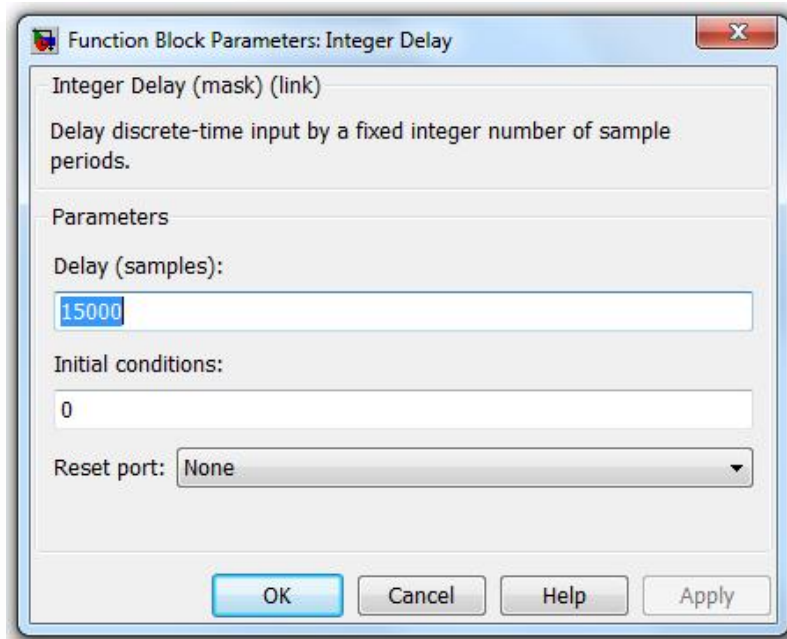 Function Block Parameters: Integer Delay
Integer Delay (mask) (link)
Delay discrete-time input by a fixed integer number of sample
periods.
Parameters
Delay (samples):
15000
Initial conditions:
0
Reset port: None
OK Cancel Help Apply